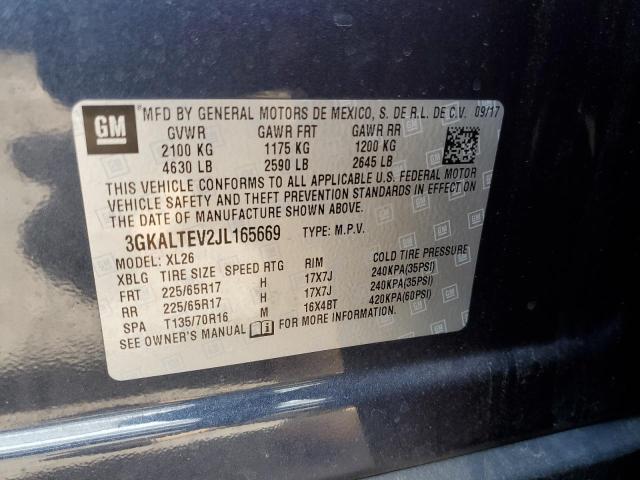 GM
MFD BY GENERAL MOTORS DE MEXICO, S. DE R.L. DE C.V. 09/17
GVWR GAWR FRT GAWR RR
2100 KG 1175 KG 1200 KG
4630 LB 2590 LB 2645 LB
THIS VEHICLE CONFORMS TO ALL APPLICABLE U.S. FEDERAL MOTOR
VEHICLE SAFETY AND THEFT PREVENTION STANDARDS IN EFFECT ON
THE DATE OF MANUFACTURE SHOWN ABOVE.
3GKALTEV2JL165669 TYPE: M.P.V.
MODEL: XL26
XBLG TIRE SIZE SPEED RTG RIM COLD TIRE PRESSURE
FRT 225/65R17 H 17X7J 240KPA(35PSI)
RR 225/65R17 H 17X7J 240KPA(35PSI)
SPA T135/70R16 M 16X4BT 420KPA(60PSI)
SEE OWNER'S MANUAL FOR MORE INFORMATION.